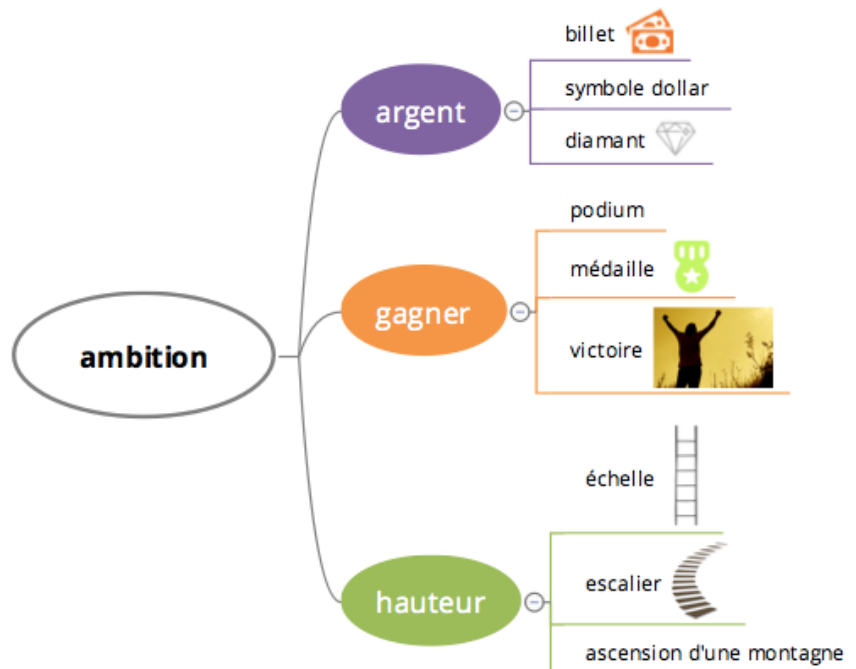 ambition
argent
billet
symbole dollar
diamant
gagner
podium
médaille
victoire
hauteur
échelle
escalier
ascension d'une montagne